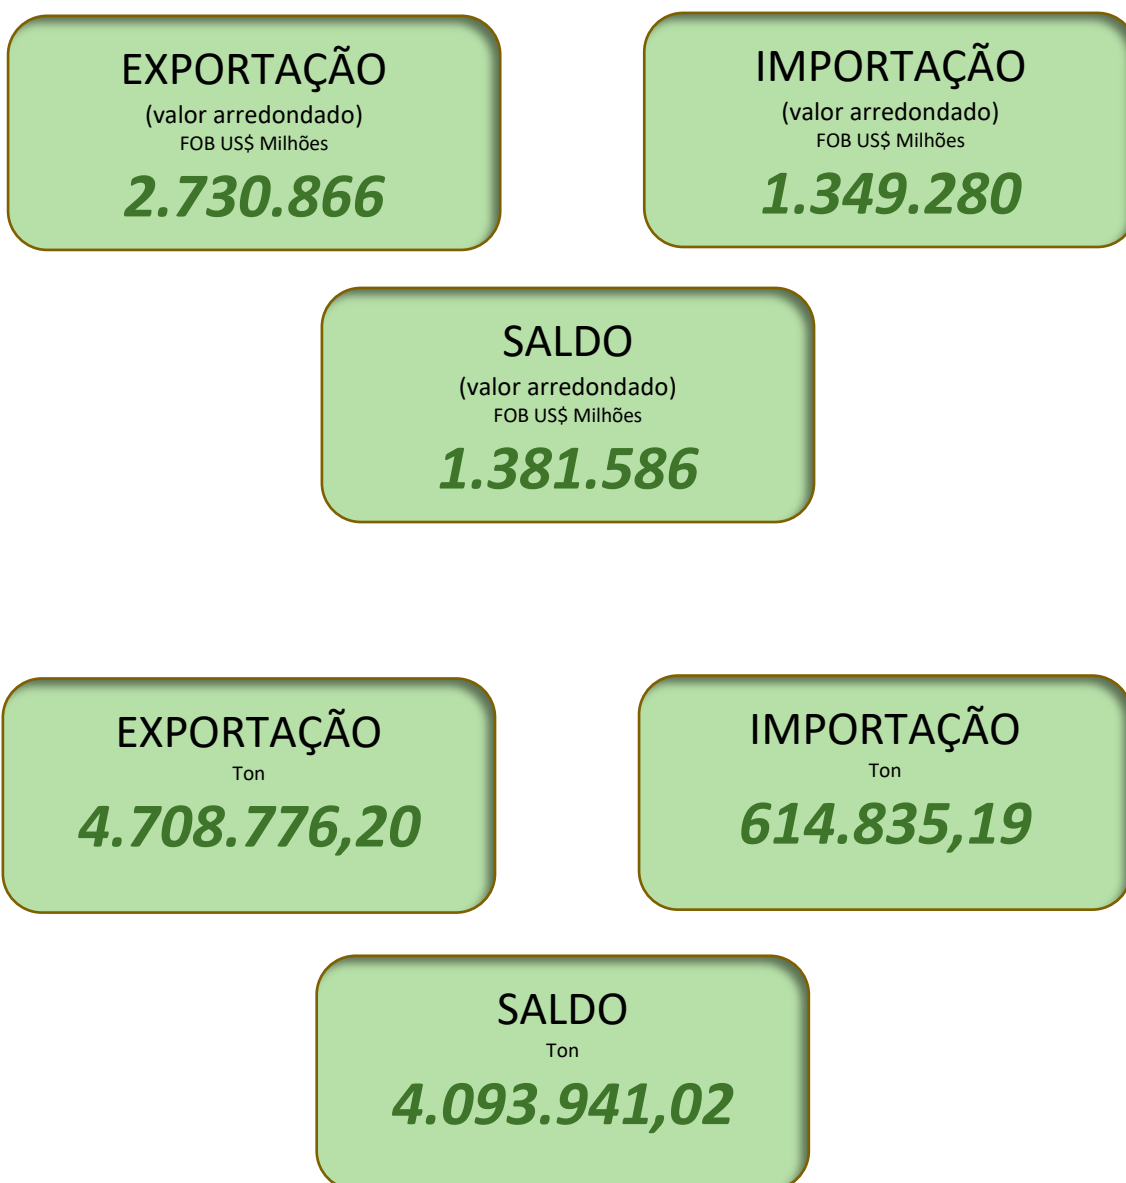 EXPORTAÇÃO
(valor arredondado)
FOB US$ Milhões
2.730.866
IMPORTAÇÃO
(valor arredondado)
FOB US$ Milhões
1.349.280
SALDO
(valor arredondado)
FOB US$ Milhões
1.381.586
EXPORTAÇÃO
Ton
4.708.776,20
IMPORTAÇÃO
Ton
614.835,19
SALDO
Ton
4.093.941,02